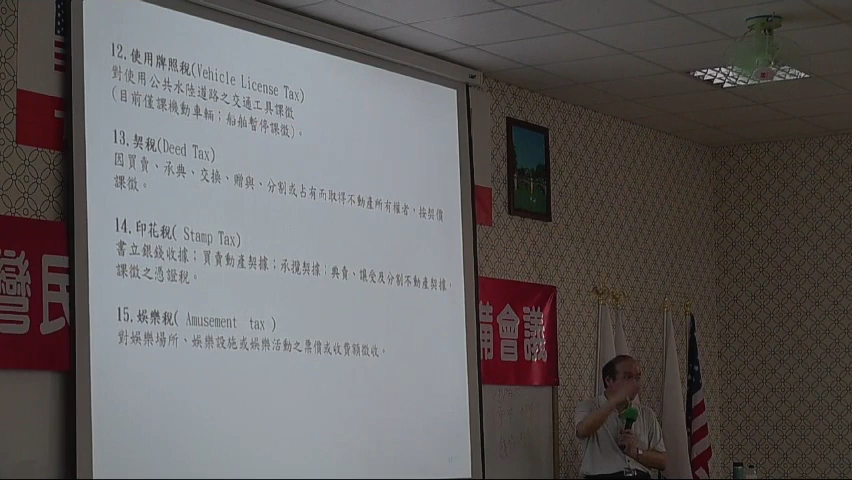 12.使用牌照稅(Vehicle License Tax)
對使用公共水陸道路之交通工具課徵
(目前僅課機動車輛；船舶暫停課徵)。
13.契稅(Deed Tax)
因買賣、承典、交換、贈與、分割或占有而取得不動產所有權者，按契價
課徵。
14.印花稅( Stamp Tax)
書立銀錢收據；買賣動產契據；承攬契據；典賣、讓受及分割不動產契據，
課徵之憑證稅。
15.娛樂稅( Amusement tax )
對娛樂場所、娛樂設施或娛樂活動之票價或收費額徵收，
灣民
備會議